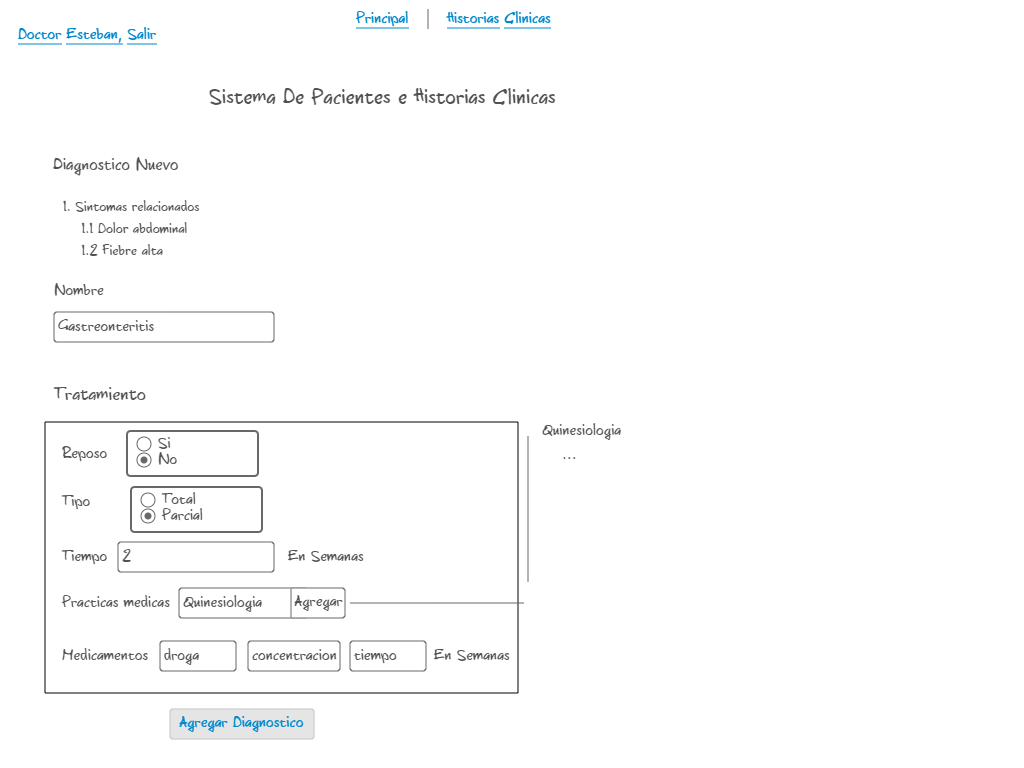 Principal | Historias Clinicas
Doctor Esteban, Salir
Sistema De Pacientes e Historias Clinicas
Diagnostico Nuevo
1. Sintomas relacionados
1.1 Dolor abdominal
1.2 Fiebre alta
Nombre
Gastreonteritis
Tratamiento
Reposo
Si
No
Tipo
Total
Parcial
Tiempo 2 En Semanas
Practicas medicas Quinesiologia Agregar
Medicamentos droga concentracion tiempo En Semanas
Quinesiologia
...
Agregar Diagnostico